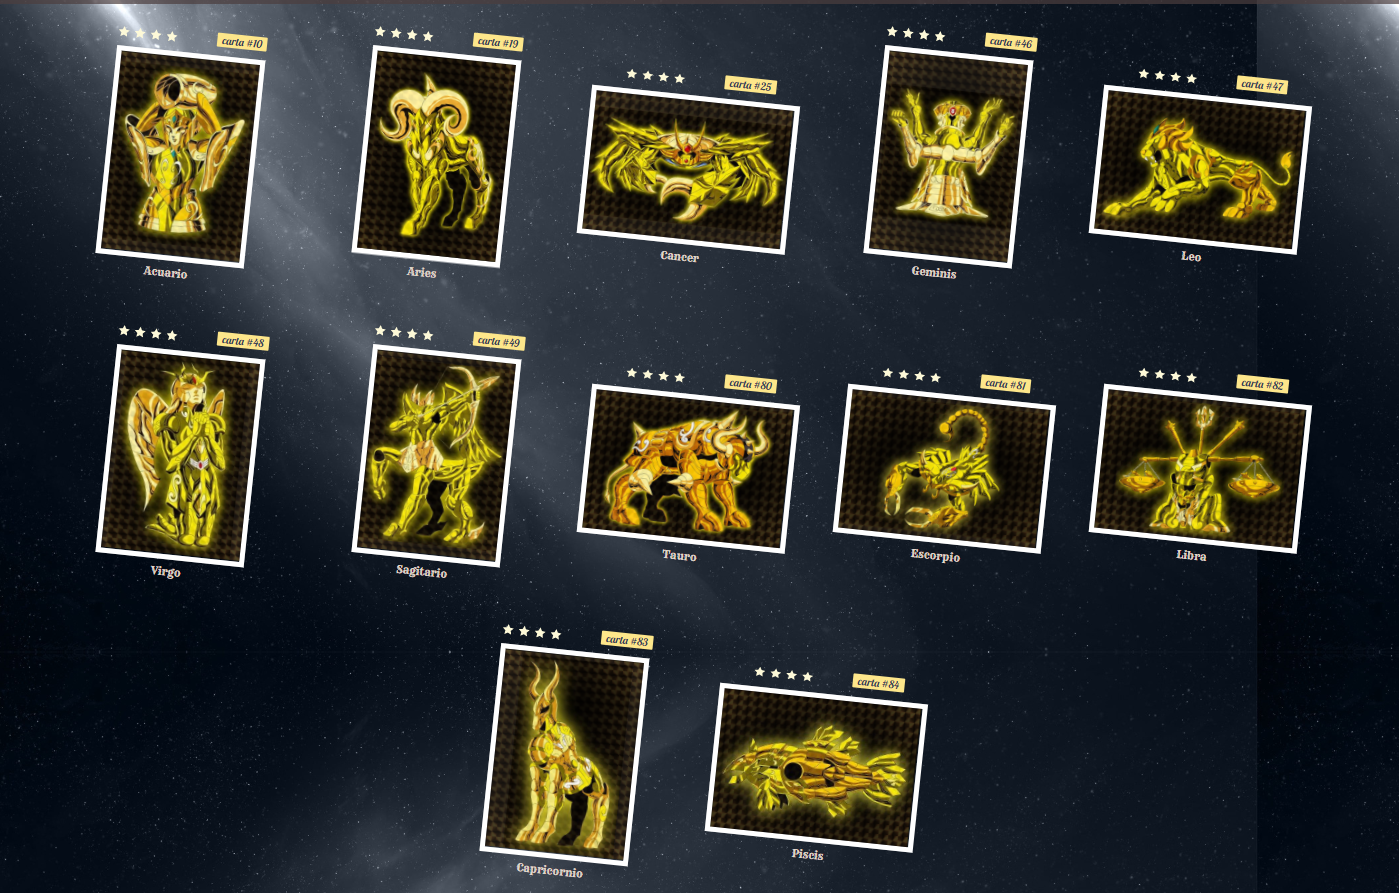 carta #10
Acuario
carta #19
Aries
carta #25
Cancer
carta #46
Geminis
carta #47
Leo
carta #48
Virgo
carta #49
Sagitario
carta #80
Tauro
carta #81
Escorpio
carta #82
Libra
carta #83
Capricornio
carta #84
Piscis